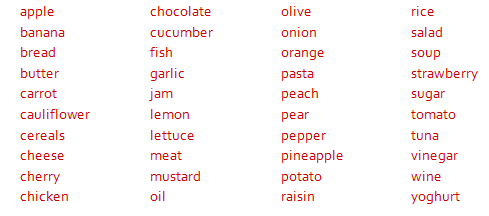 apple chocolate olive rice
banana cucumber onion salad
bread fish orange soup
butter garlic pasta strawberry
carrot jam peach sugar
cauliflower lemon pear tomato
cereals lettuce pepper tuna
cheese meat pineapple vinegar
cherry mustard potato wine
chicken oil raisin yoghurt